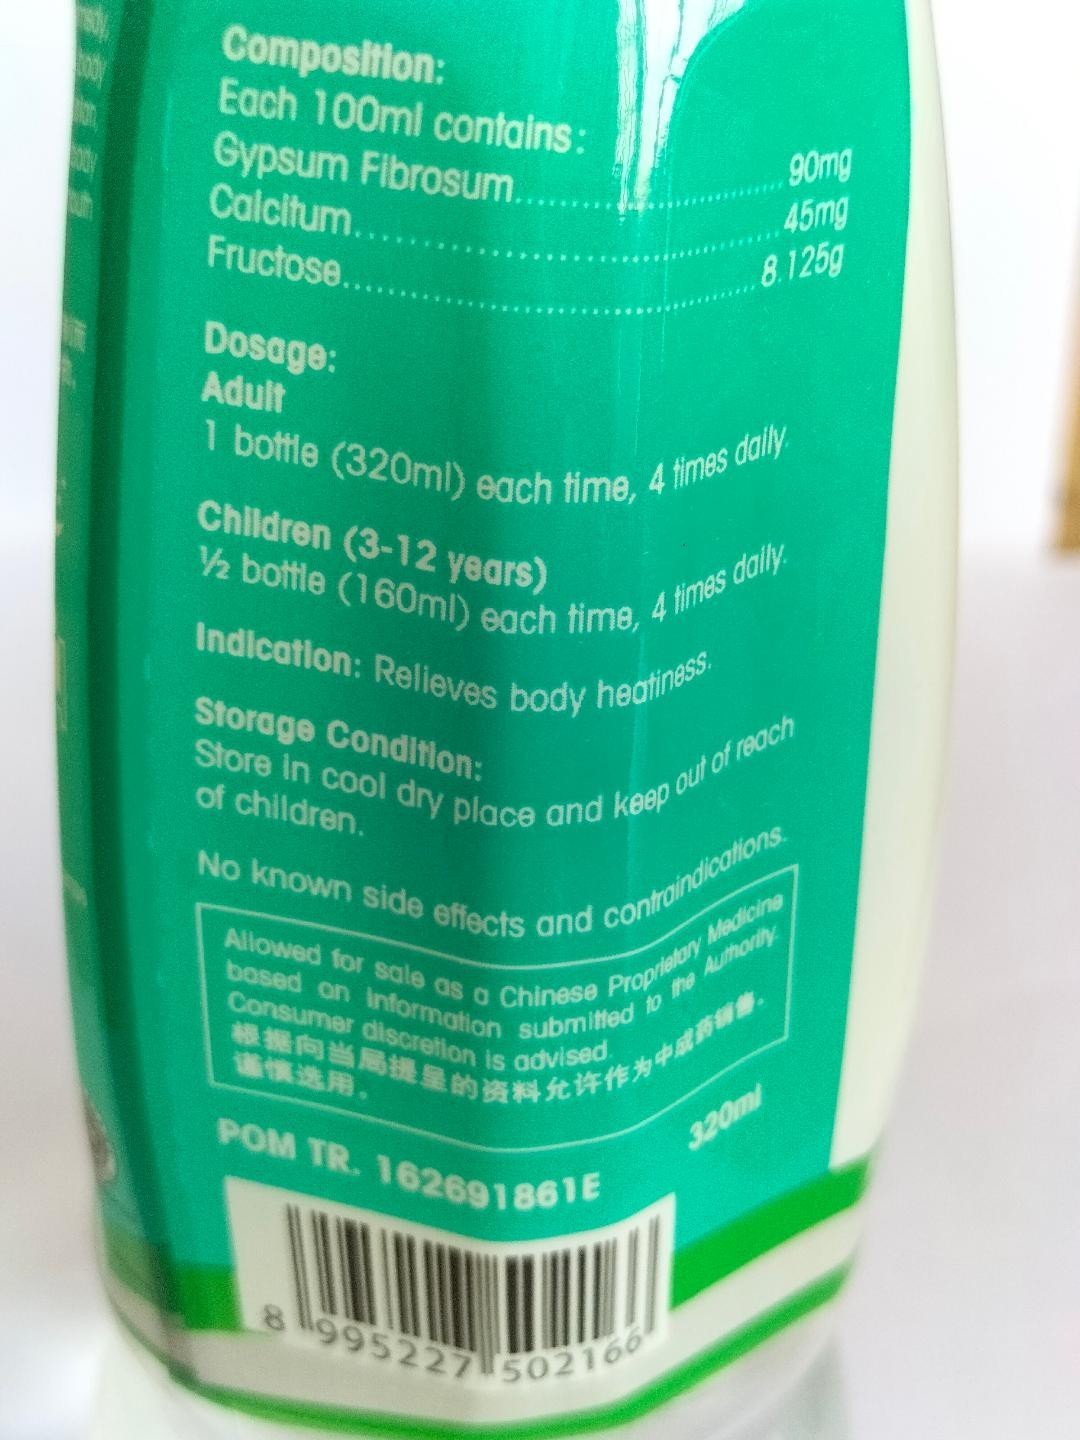 Composition:
Each 100ml contains:
Gypsum Fibrosum..............................90mg
Calcitum..............................45mg
Fructose..............................8.125g
Dosage:
Adult
1 bottle (320ml) each time, 4 times daily.
Children (3-12 years)
½ bottle (160ml) each time, 4 times daily.
Indication: Relieves body heatiness.
Storage Condition:
Store in cool dry place and keep out of reach
of children.
No known side effects and contraindications.
Allowed for sale as a Chinese Proprietary Medicine
based on information submitted to the Authority.
Consumer discretion is advised.
根据向当局提呈的资料允许作为中成药销售。
谨慎选用。
320ml
POM TR. 162691861E
8 995227 502166